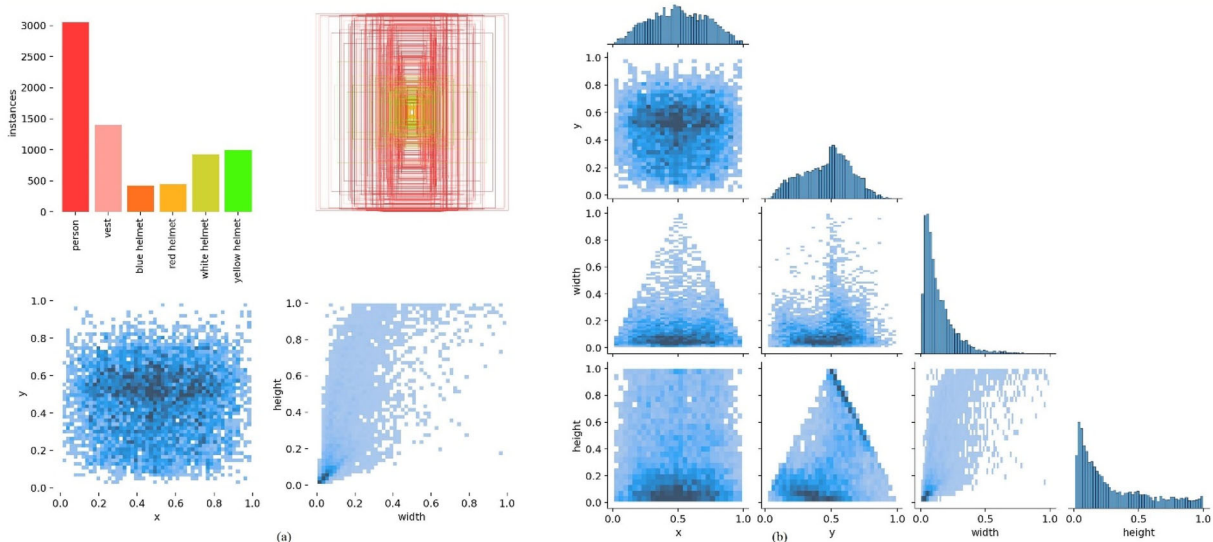 3000
2500
2000
1500
1000
500
0
instances
person
vest
blue helmet
red helmet
white helmet
yellow helmet
1.0
0.8
0.6
0.4
0.2
0.0
y
0.0 0.2 0.4 0.6 0.8 1.0
x
1.0
0.8
0.6
0.4
0.2
0.0
height
0.0 0.2 0.4 0.6 0.8 1.0
width
(a)
1.0
0.8
0.6
0.4
0.2
0.0
y
1.0
0.8
0.6
0.4
0.2
0.0
width
1.0
0.8
0.6
0.4
0.2
0.0
height
0.0 0.5 1.0
x
0.0 0.5 1.0
y
0.0 0.5 1.0
width
0.0 0.5 1.0
height
(b)